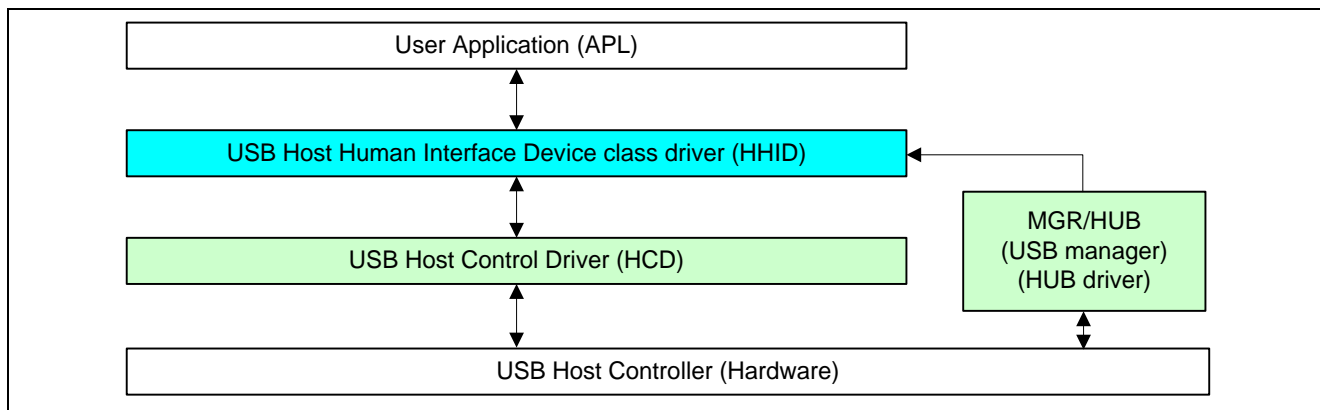 User Application (APL)
USB Host Human Interface Device class driver (HHID)
MGR/HUB
(USB manager)
(HUB driver)
USB Host Control Driver (HCD)
USB Host Controller (Hardware)